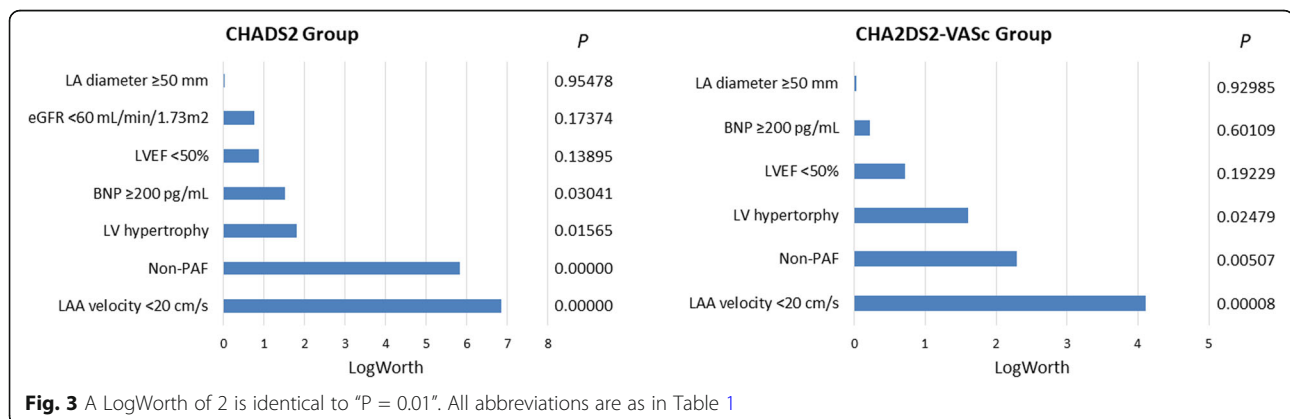 CHADS2 Group
P
LA diameter ≥50 mm 0.95478
eGFR <60 mL/min/1.73m2 0.17374
LVEF <50% 0.13895
BNP ≥200 pg/mL 0.03041
LV hypertrophy 0.01565
Non-PAF 0.00000
LAA velocity <20 cm/s 0.00000
0 1 2 3 4 5 6 7 8
LogWorth
CHA2DS2-VASc Group
P
LA diameter ≥50 mm 0.92985
BNP ≥200 pg/mL 0.60109
LVEF <50% 0.19229
LV hypertorphy 0.02479
Non-PAF 0.00507
LAA velocity <20 cm/s 0.00008
0 1 2 3 4 5
LogWorth
Fig. 3 A LogWorth of 2 is identical to “P = 0.01”. All abbreviations are as in Table 1